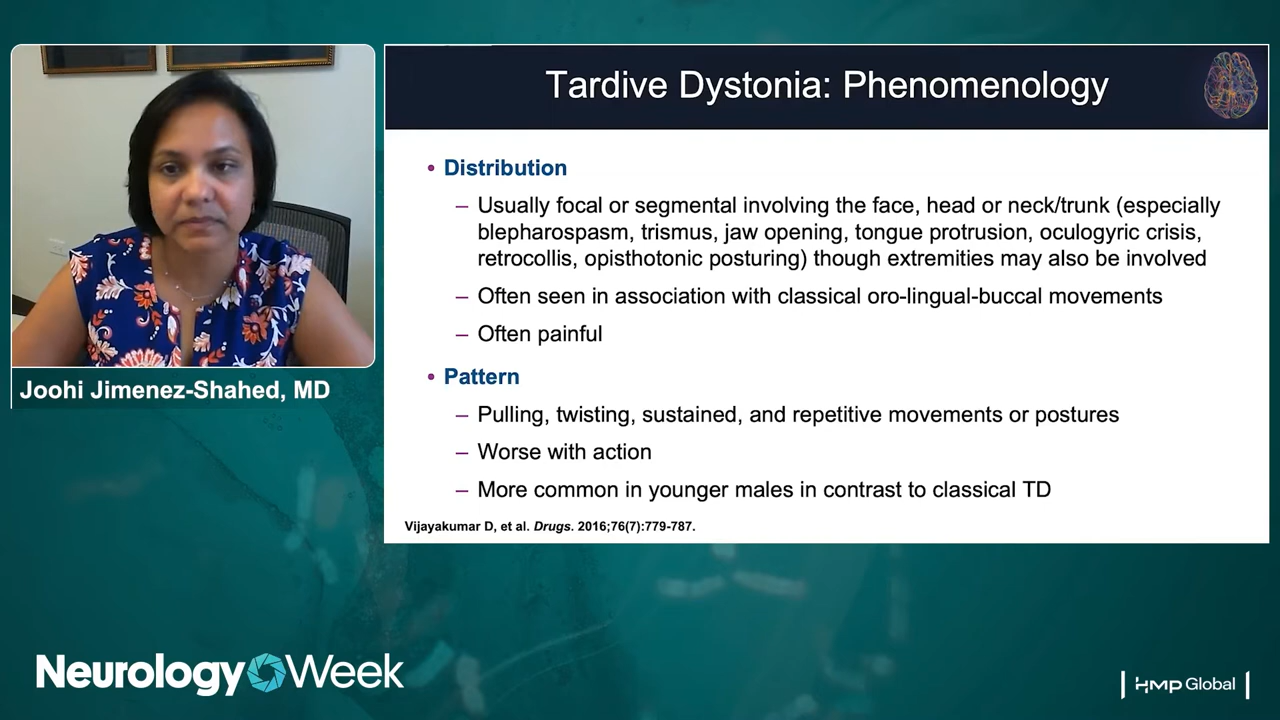 Tardive Dystonia: Phenomenology
• Distribution
– Usually focal or segmental involving the face, head or neck/trunk (especially
blepharospasm, trismus, jaw opening, tongue protrusion, oculogyric crisis,
retrocollis, opisthotonic posturing) though extremities may also be involved
– Often seen in association with classical oro-lingual-buccal movements
– Often painful
• Pattern
– Pulling, twisting, sustained, and repetitive movements or postures
– Worse with action
– More common in younger males in contrast to classical TD
Vijayakumar D, et al. Drugs. 2016;76(7):779-787.
Joohi Jimenez-Shahed, MD
Neurology Week
HMP Global